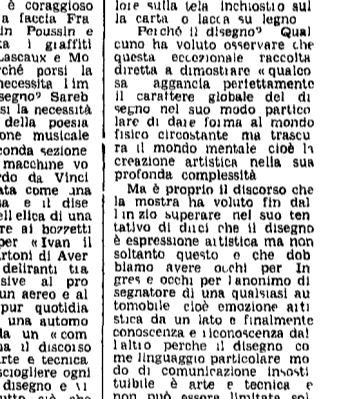 è coraggioso
a faccia Fra
in Poussin e
a i graffiti
Lascaux e Mo
ché porsi la
necessita l im
segno" Sareb
si la necessità
della poesia
one musicale
conda sezione
macchine vo
rdo da Vinci
ata come una
a e il dise
ell elica di una
re ai bozzetti
per « Ivan il
rtoni di Aver
deliranti tra
sive al pro
un aereo e al
pur quotidia
una automo
da un « com
a il discorso
arte e tecnica
sciogliere ogni
disegno e vi
lore sulla tela inchiostro sul
la carta o lacca su legno
Perchó il disegno? Qual
cuno ha voluto osservare che
questa eccezionale raccolta
diretta a dimostrare « qualco
sa aggancia perfettamente
il carattere globale del di
segno nel suo modo partico
lare di dare forma al mondo
fisico circostante ma trascu
ra il mondo mentale cioè la
creazione artistica nella sua
profonda complessità
Ma è proprio il discorso che
la mostra ha voluto fin dal
l in zio superare nel suo ten
tativo di dirci che il disegno
è espressione artistica ma non
soltanto questo e che dob
biamo avere occhi per In
gres e occhi per l anonimo di
segnatore di una qualsiasi au
tomobile cioè emozione arti
stica da un lato e finalmente
conoscenza e riconoscenza dal
l altro perche il disegno co
me linguaggio particolare mo
do di comunicazione insosti
tuibile è arte e tecnica e
non può essere limitata sol